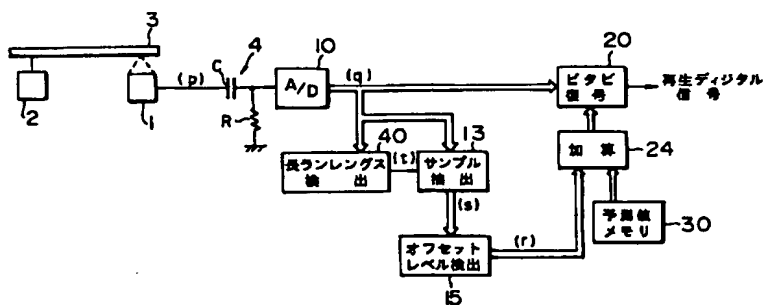 3
4
10
20
C
(p)
A/D
(q)
ビタビ
復号
再生ディジタル
信号
2
1
R
40
13
24
長ランレングス
検出
(t)
サンプル
検出
加算
(s)
予測値
メモリ
30
オフセット
レベル検出
(r)
15